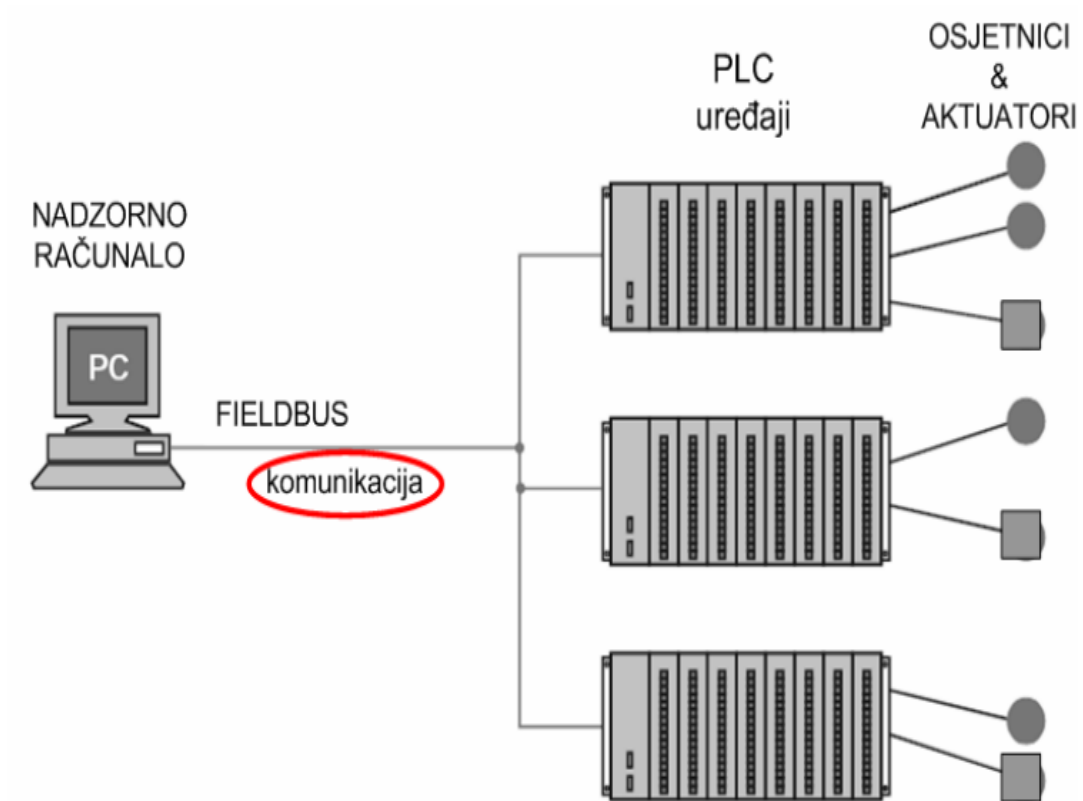 OSJETNICI
&
AKTUATORI
PLC
uređaji
NADZORNO
RAČUNALO
PC
FIELDBUS
komunikacija